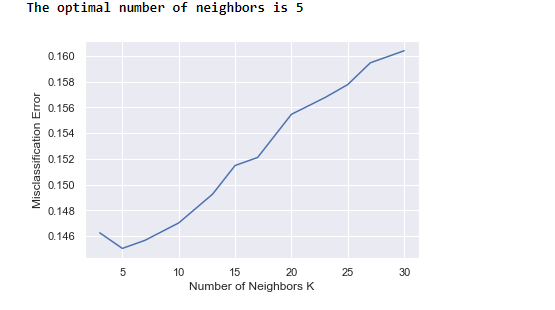 The optimal number of neighbors is 5
0.160
0.158
0.156
0.154
0.152
0.150
0.148
0.146
Misclassification Error
5 10 15 20 25 30
Number of Neighbors K